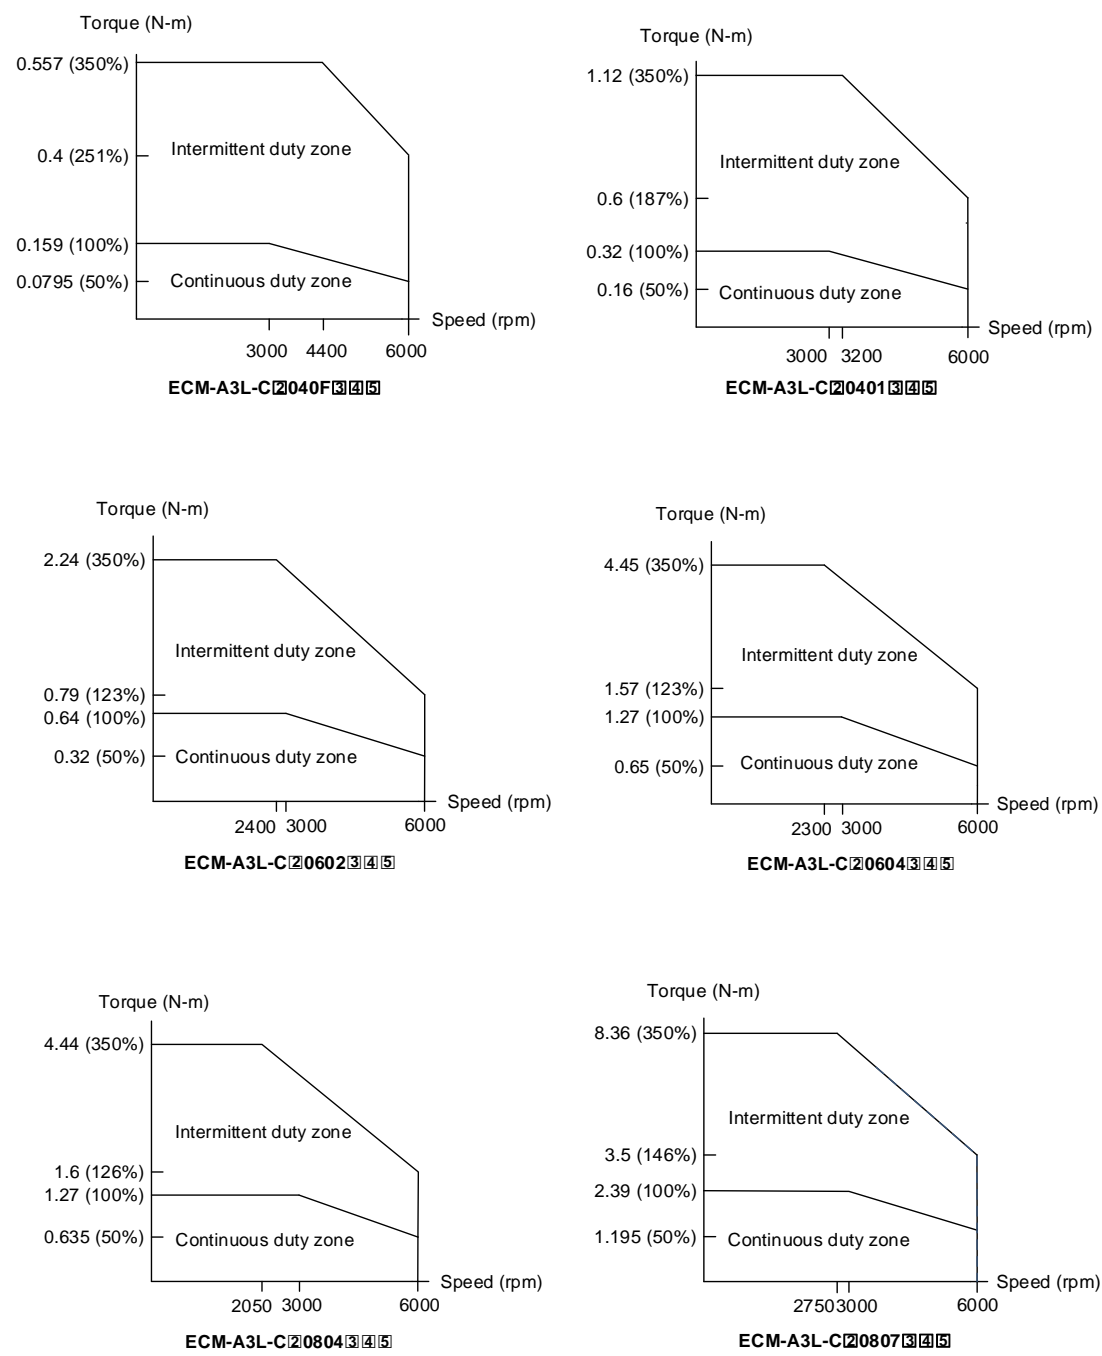 Torque (N-m)
0.557 (350%)
0.4 (251%)
Intermittent duty zone
0.159 (100%)
0.0795 (50%)
Continuous duty zone
Speed (rpm)
3000 4400 6000
ECM-A3L-C2040F345
Torque (N-m)
1.12 (350%)
Intermittent duty zone
0.6 (187%)
0.32 (100%)
0.16 (50%)
Continuous duty zone
Speed (rpm)
3000 3200 6000
ECM-A3L-C20401345
Torque (N-m)
2.24 (350%)
Intermittent duty zone
0.79 (123%)
0.64 (100%)
0.32 (50%)
Continuous duty zone
Speed (rpm)
2400 3000 6000
ECM-A3L-C20602345
Torque (N-m)
4.45 (350%)
Intermittent duty zone
1.57 (123%)
1.27 (100%)
0.65 (50%)
Continuous duty zone
Speed (rpm)
2300 3000 6000
ECM-A3L-C20604345
Torque (N-m)
4.44 (350%)
Intermittent duty zone
1.6 (126%)
1.27 (100%)
0.635 (50%)
Continuous duty zone
Speed (rpm)
2050 3000 6000
ECM-A3L-C20804345
Torque (N-m)
8.36 (350%)
Intermittent duty zone
3.5 (146%)
2.39 (100%)
1.195 (50%)
Continuous duty zone
Speed (rpm)
2750 3000 6000
ECM-A3L-C20807345